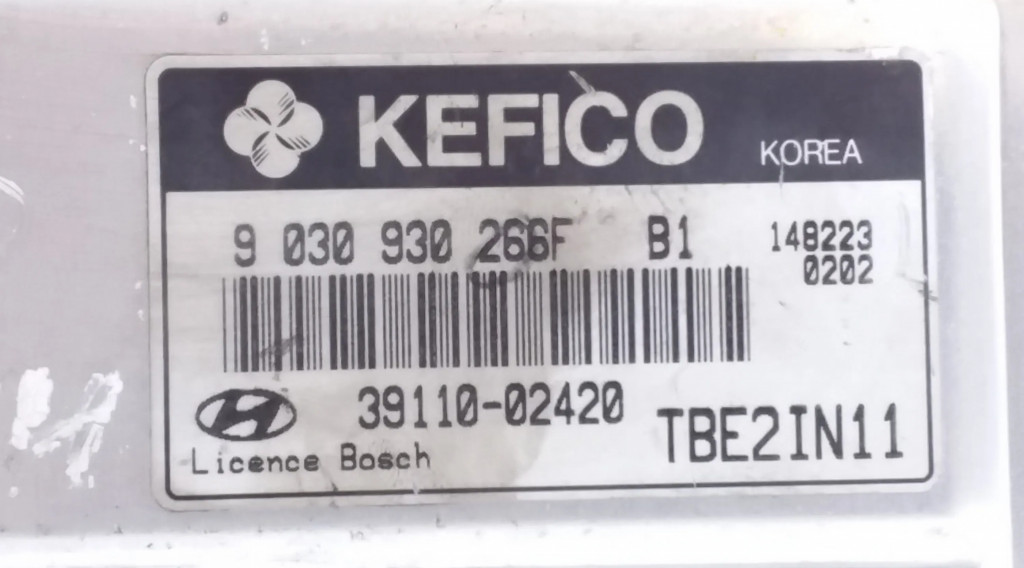 KEFICO KOREA
9 030 930 266F B1 148223
0202
39110-02420
TBE2IN11
Licence Bosch